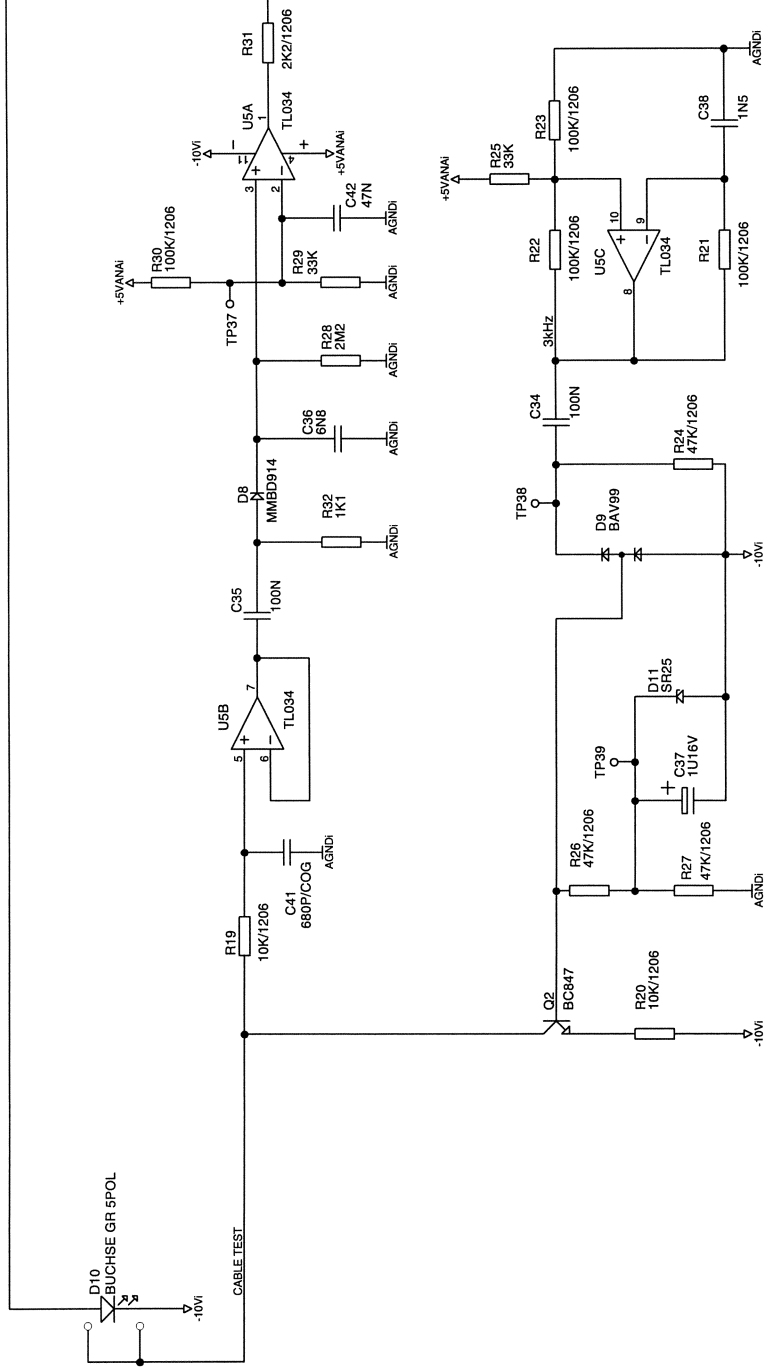 R31
2K2/1206
U5A
TL034
1
-10Vi
−
11
4
+
+5VANAi
3
+
2
−
C42
47N
AGNDi
+5VANAi
R30
100K/1206
TP37
R29
33K
AGNDi
R28
2M2
AGNDi
C36
6N8
AGNDi
D8
MMBD914
R32
1K1
AGNDi
C35
100N
U5B
TL034
7
5
+
6
−
C41
680P/COG
AGNDi
R19
10K/1206
CABLE TEST
D10
BUCHSE GR 5POL
-10Vi
AGNDi
R23
100K/1206
C38
1N5
+5VANAi
R25
33K
R22
100K/1206
10
+
9
−
U5C
TL034
8
R21
100K/1206
3kHz
C34
100N
R24
47K/1206
TP38
D9
BAV99
-10Vi
D11
SR25
TP39
C37
1U16V
+
R26
47K/1206
R27
47K/1206
AGNDi
Q2
BC847
R20
10K/1206
-10Vi